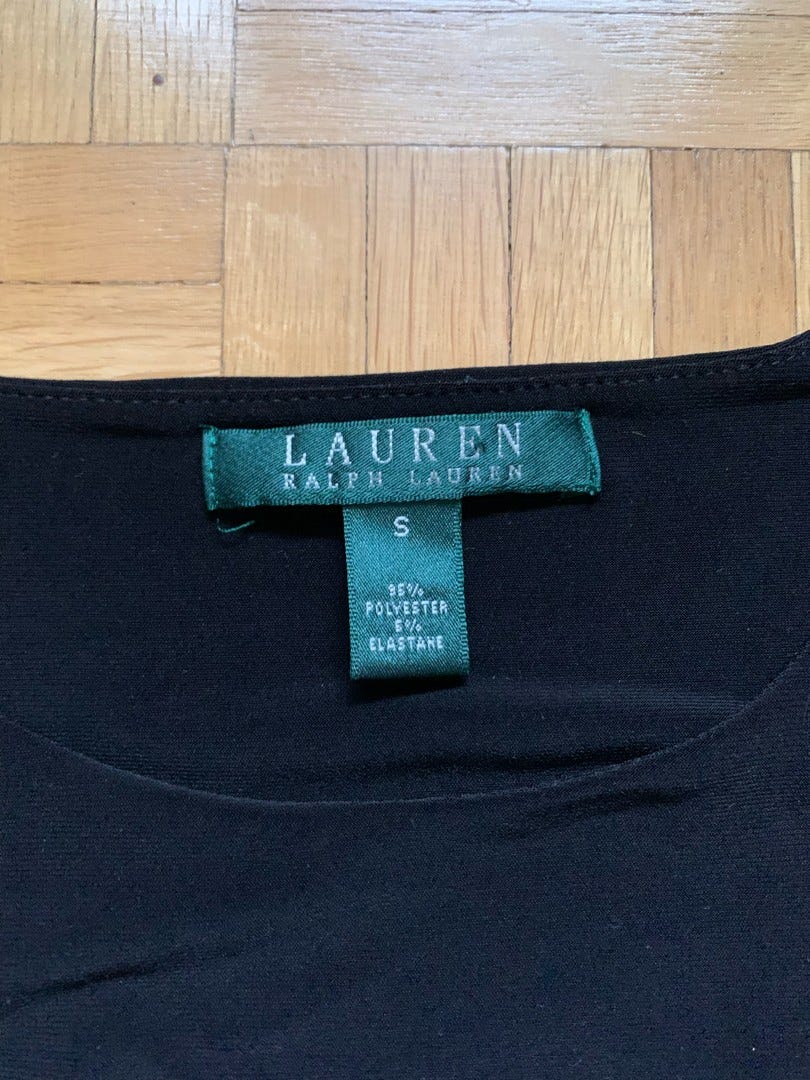 LAUREN
RALPH LAUREN
S
95%
POLYESTER
5%
ELASTANE